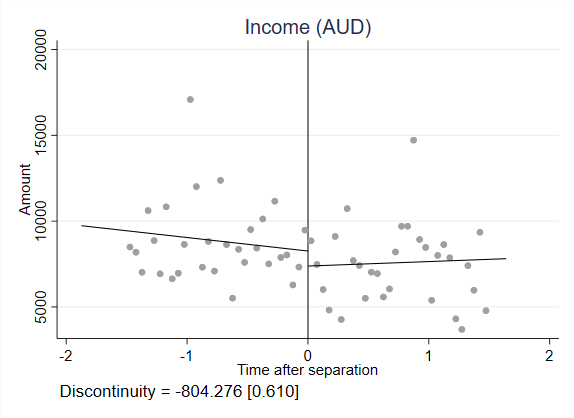 Income (AUD)
20000
15000
10000
5000
Amount
-2
-1
0
1
2
Time after separation
Discontinuity = -804.276 [0.610]